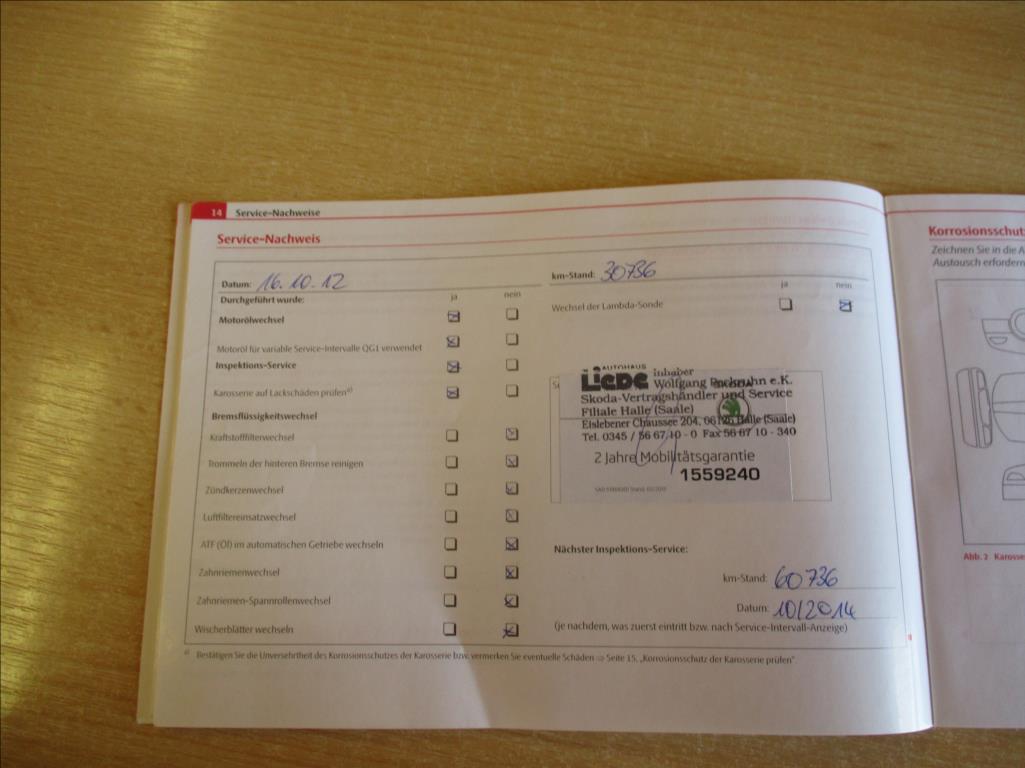 14 Service-Nachweise
Service-Nachweis
Datum: 16.10.12
km-Stand: 30736
Durchgeführt wurde: ja nein
ja nein
Motorölwechsel
Wechsel der Lambda-Sonde
Motoröl für variable Service-Intervalle QG1 verwendet
Inspektions-Service
Karosserie auf Lackschäden prüfen a)
Bremsflüssigkeitswechsel
Kraftstofffilterwechsel
Trommeln der hinteren Bremse reinigen
Zündkerzenwechsel
Luftfiltereinsatzwechsel
ATF (Öl) im automatischen Getriebe wechseln
Zahnriemenwechsel
Zahnriemen-Spannrollenwechsel
Wischerblätter wechseln
AUTOHAUS
Liebe Inhaber
Wolfgang e.K.
Skoda-Vertragshändler und Service
Filiale Halle (Saale)
Eislebener Chaussee 204, 06126 Halle (Saale)
Tel. 0345 / 56 67 10 - 0 Fax 56 67 10 - 340
2 Jahre Mobilitätsgarantie
1559240
Nächster Inspektions-Service:
km-Stand: 60736
Datum: 10/2014
(je nachdem, was zuerst eintritt bzw. nach Service-Intervall-Anzeige)
a) Bestätigen Sie die Unversehrtheit des Korrosionsschutzes der Karosserie bzw. vermerken Sie eventuelle Schäden ⇒ Seite 15, „Korrosionsschutz der Karosserie prüfen“.
Korrosionsschutz
Zeichnen Sie in die A
Austausch erfordern
Abb. 2 Karosse